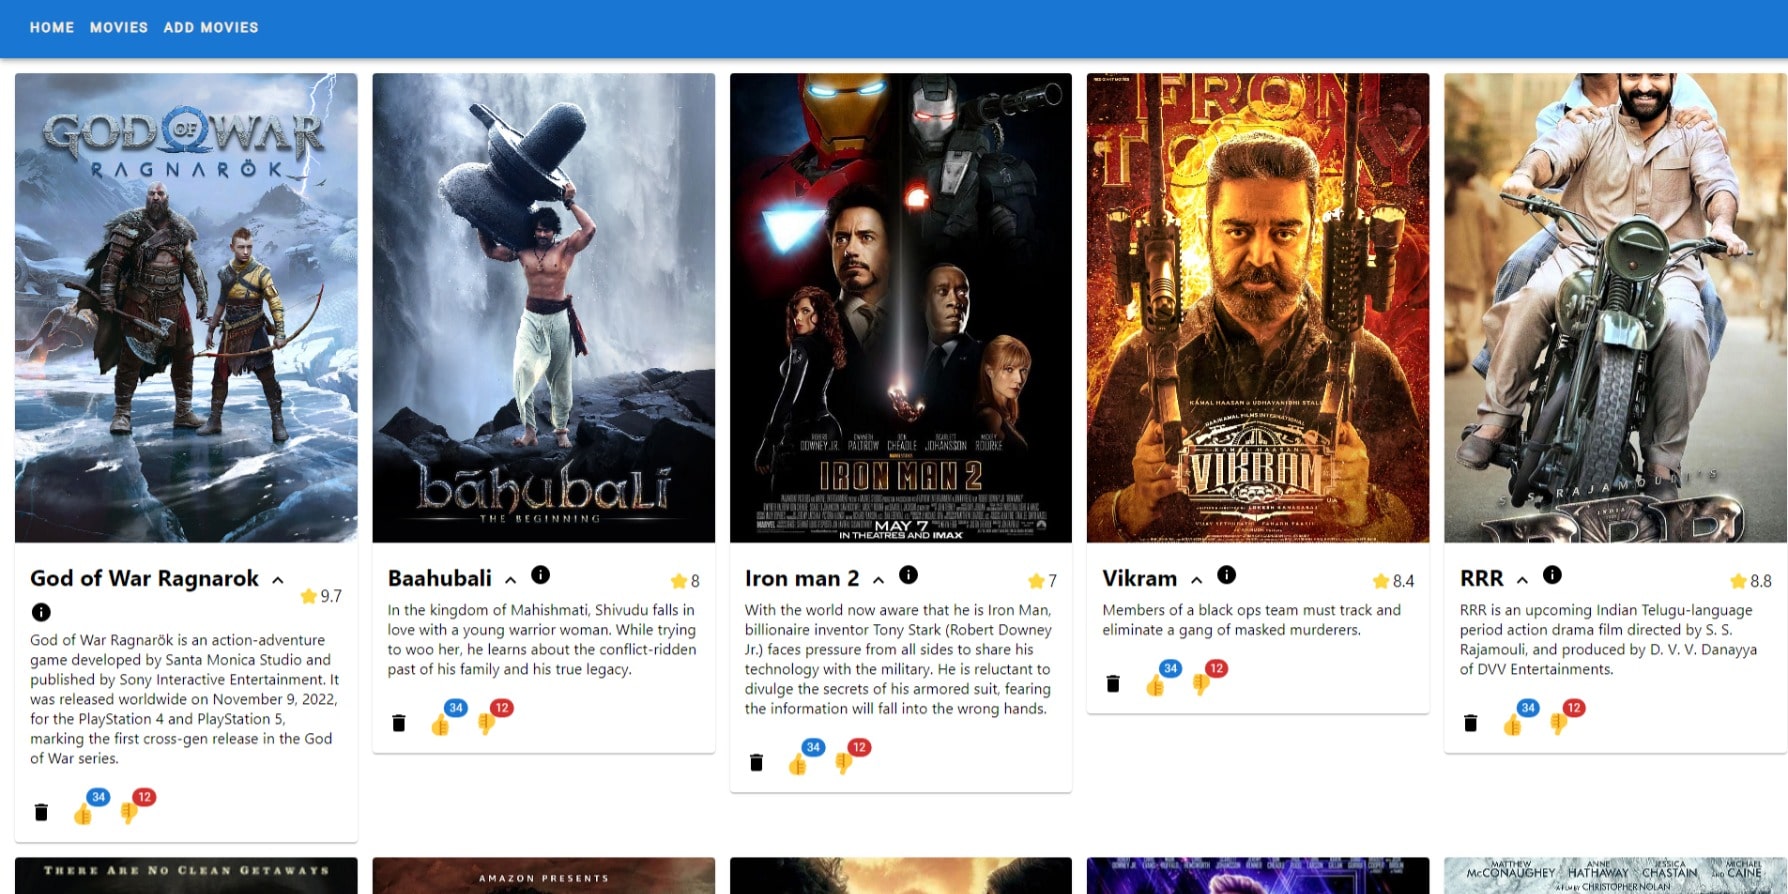 HOME MOVIES ADD MOVIES
GOD OF WAR
RAGNARÖK
bāhubali
THE BEGINNING
ROBERT DOWNEY JR. GWYNETH PALTROW DON CHEADLE SCARLETT JOHANSSON MICKEY ROURKE
IRON MAN 2
MAY 7
IN THEATRES AND IMAX
FROM
TODAY
KAMAL HAASAN & UDHAYANIDHI STALIN
RAAJKAMAL FILMS INTERNATIONAL
KAMAL HAASAN
VIKRAM
S.S. RAJAMOULI'S
RRR
God of War Ragnarok
9.7
God of War Ragnarök is an action-adventure
game developed by Santa Monica Studio and
published by Sony Interactive Entertainment. It
was released worldwide on November 9, 2022,
for the PlayStation 4 and PlayStation 5,
marking the first cross-gen release in the God
of War series.
34 12
Baahubali
8
In the kingdom of Mahishmati, Shivudu falls in
love with a young warrior woman. While trying
to woo her, he learns about the conflict-ridden
past of his family and his true legacy.
34 12
Iron man 2
7
With the world now aware that he is Iron Man,
billionaire inventor Tony Stark (Robert Downey
Jr.) faces pressure from all sides to share his
technology with the military. He is reluctant to
divulge the secrets of his armored suit, fearing
the information will fall into the wrong hands.
34 12
Vikram
8.4
Members of a black ops team must track and
eliminate a gang of masked murderers.
34 12
RRR
8.8
RRR is an upcoming Indian Telugu-language
period action drama film directed by S. S.
Rajamouli, and produced by D. V. V. Danayya
of DVV Entertainments.
34 12
THERE ARE NO CLEAN GETAWAYS
AMAZON PRESENTS
MATTHEW McCONAUGHEY ANNE HATHAWAY JESSICA CHASTAIN AND MICHAEL CAINE
A FILM BY CHRISTOPHER NOLAN